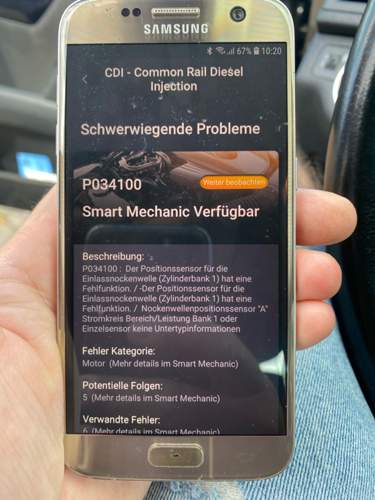 SAMSUNG
67% 10:20
CDI - Common Rail Diesel
Injection
Schwerwiegende Probleme
P034100
Weiter beobachten
Smart Mechanic Verfügbar
Beschreibung:
P034100 : Der Positionssensor für die
Einlassnockenwelle (Zylinderbank 1) hat eine
Fehlfunktion. / -Der Positionssensor für die
Einlassnockenwelle (Zylinderbank 1) hat eine
Fehlfunktion. / Nockenwellenpositionssensor "A"
Stromkreis Bereich/Leistung Bank 1 oder
Einzelsensor keine Untertypinformationen
Fehler Kategorie:
Motor (Mehr details im Smart Mechanic)
Potentielle Folgen:
5 (Mehr details im Smart Mechanic)
Verwandte Fehler:
6 (Mehr details im Smart Mechanic)